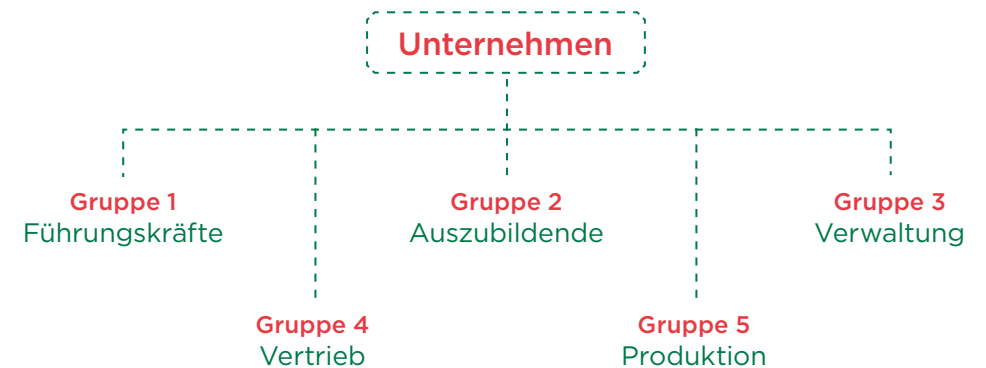 Unternehmen
Gruppe 1
Führungskräfte
Gruppe 2
Auszubildende
Gruppe 3
Verwaltung
Gruppe 4
Vertrieb
Gruppe 5
Produktion